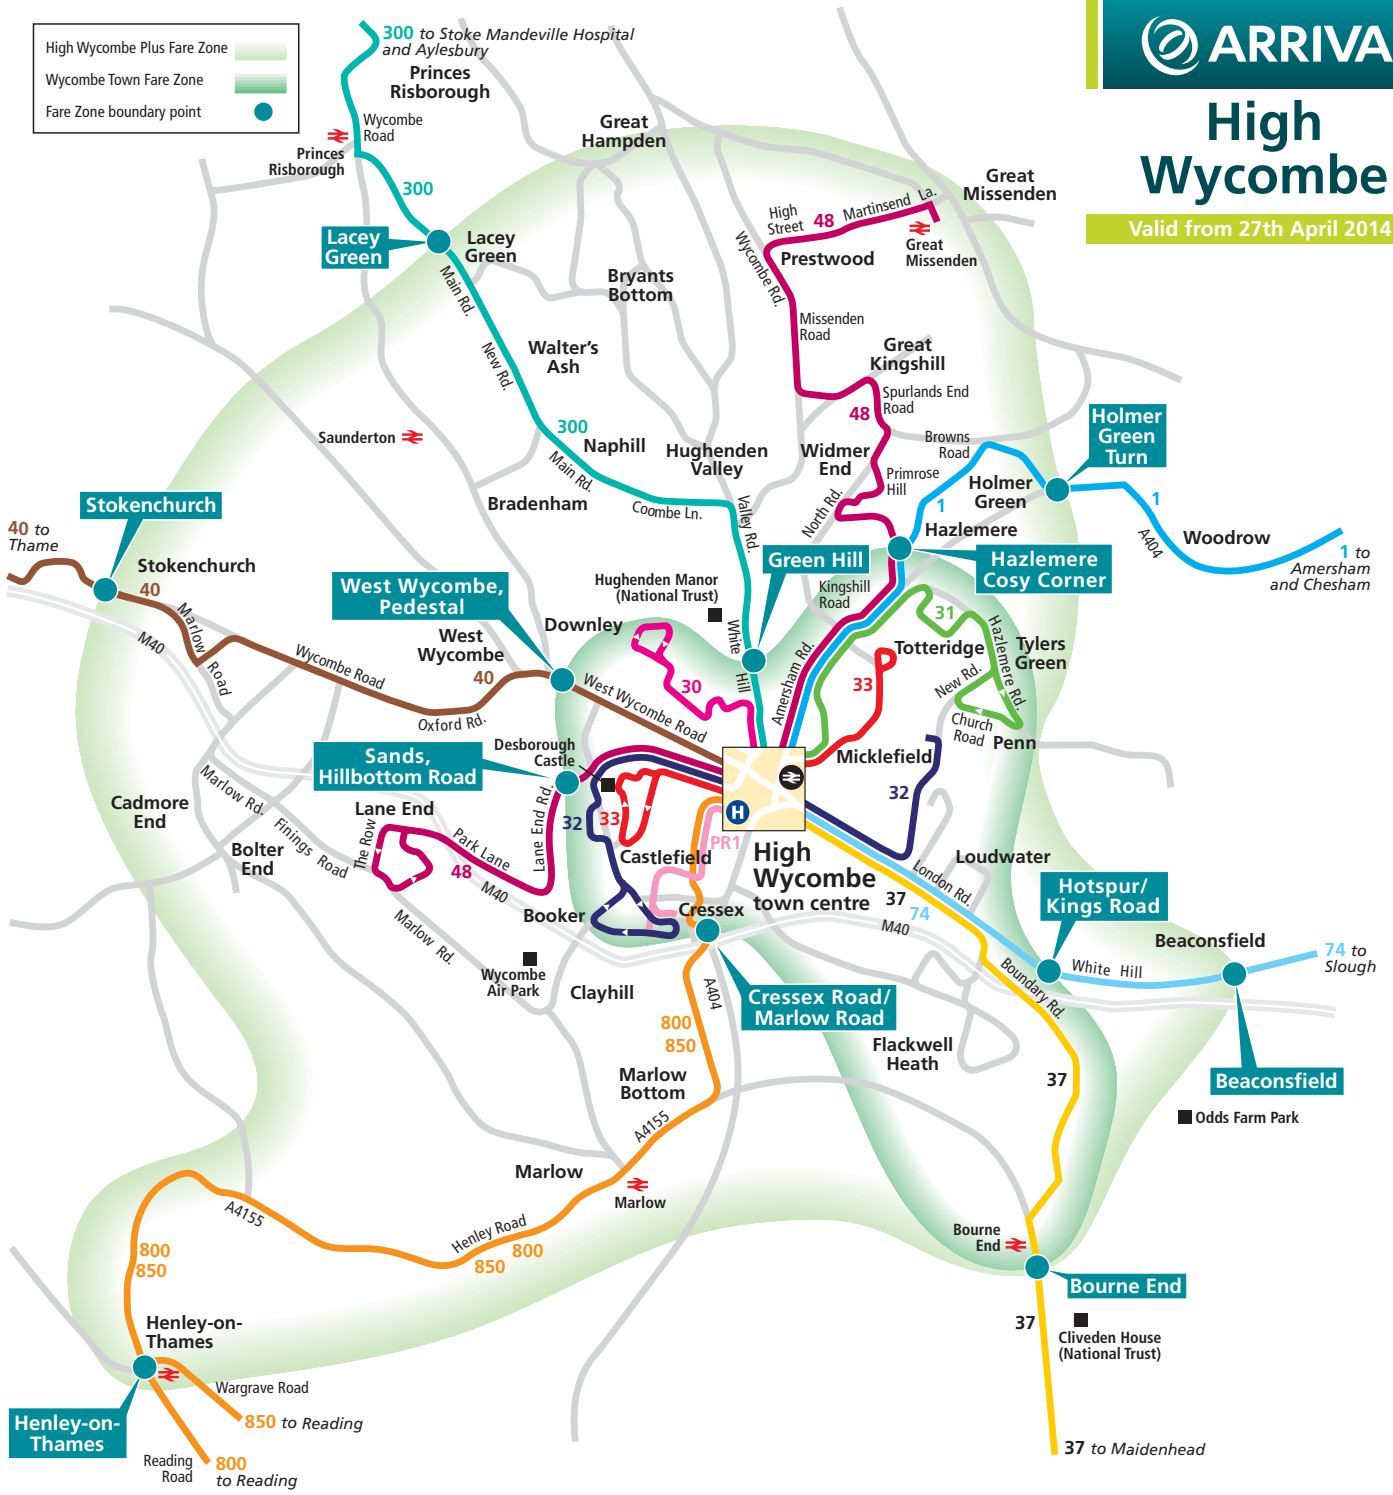 High Wycombe Plus Fare Zone
Wycombe Town Fare Zone
Fare Zone boundary point
ARRIVA
High
Wycombe
Valid from 27th April 2014
300 to Stoke Mandeville Hospital
and Aylesbury
Princes
Risborough
Wycombe
Road
Princes
Risborough
300
Lacey
Green
Lacey
Green
Main Rd.
New Rd.
Great
Hampden
Bryants
Bottom
Walter's
Ash
300
Naphill
Main Rd.
Coombe Ln.
Hughenden
Valley
Valley Rd.
Bradenham
Saunderton
Great
Missenden
High
Street
48
Martinsend La.
Great
Missenden
Prestwood
Wycombe Rd.
Missenden
Road
Great
Kingshill
Spurlands End
Road
48
Widmer
End
Primrose
Hill
North Rd.
Browns
Road
Holmer
Green
Holmer
Green
Turn
1
1
A404
Woodrow
1 to
Amersham
and Chesham
Hazlemere
Hazlemere
Cosy Corner
Green Hill
Kingshill
Road
Stokenchurch
40 to
Thame
Stokenchurch
40
Marlow
Road
M40
Wycombe Road
Oxford Rd.
West Wycombe,
Pedestal
West
Wycombe
40
West Wycombe Road
Hughenden Manor
(National Trust)
Downley
White
Hill
30
Amersham Rd.
31
Totteridge
33
Hazlemere Rd.
Tylers
Green
New Rd.
Church
Road
Penn
Micklefield
32
Sands,
Hillbottom Road
Desborough
Castle
Lane End
The Row
Park Lane
48
Lane End Rd.
M40
32
33
Castlefield
PR1
H
High
Wycombe
town centre
Cadmore
End
Marlow Rd.
Finings Road
Bolter
End
Marlow Rd.
Booker
Cressex
Wycombe
Air Park
Clayhill
A404
Cressex Road/
Marlow Road
37
74
M40
London Rd.
Loudwater
Hotspur/
Kings Road
White Hill
Beaconsfield
74 to
Slough
Boundary Rd.
Flackwell
Heath
37
Beaconsfield
Odds Farm Park
800
850
Marlow
Bottom
A4155
Marlow
Marlow
Henley Road
800
850
A4155
800
850
Henley-on-
Thames
Wargrave Road
850 to Reading
Henley-on-
Thames
Reading
Road
800
to Reading
Bourne
End
Bourne End
37
Cliveden House
(National Trust)
37 to Maidenhead